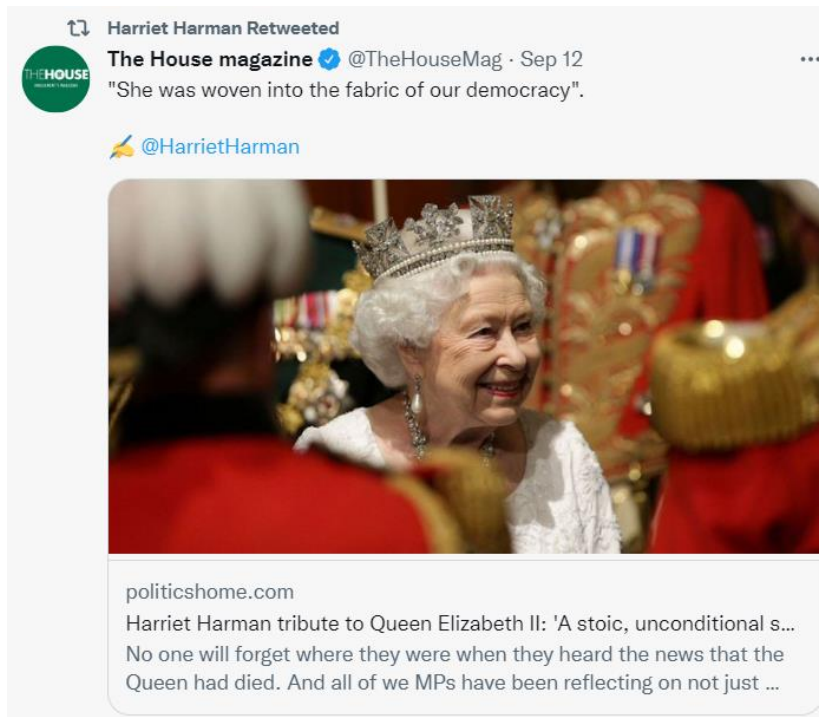 Harriet Harman Retweeted
The House magazine @TheHouseMag · Sep 12 ...
THEHOUSE
"She was woven into the fabric of our democracy".
✍️ @HarrietHarman
politicshome.com
Harriet Harman tribute to Queen Elizabeth II: 'A stoic, unconditional s...
No one will forget where they were when they heard the news that the
Queen had died. And all of we MPs have been reflecting on not just ...